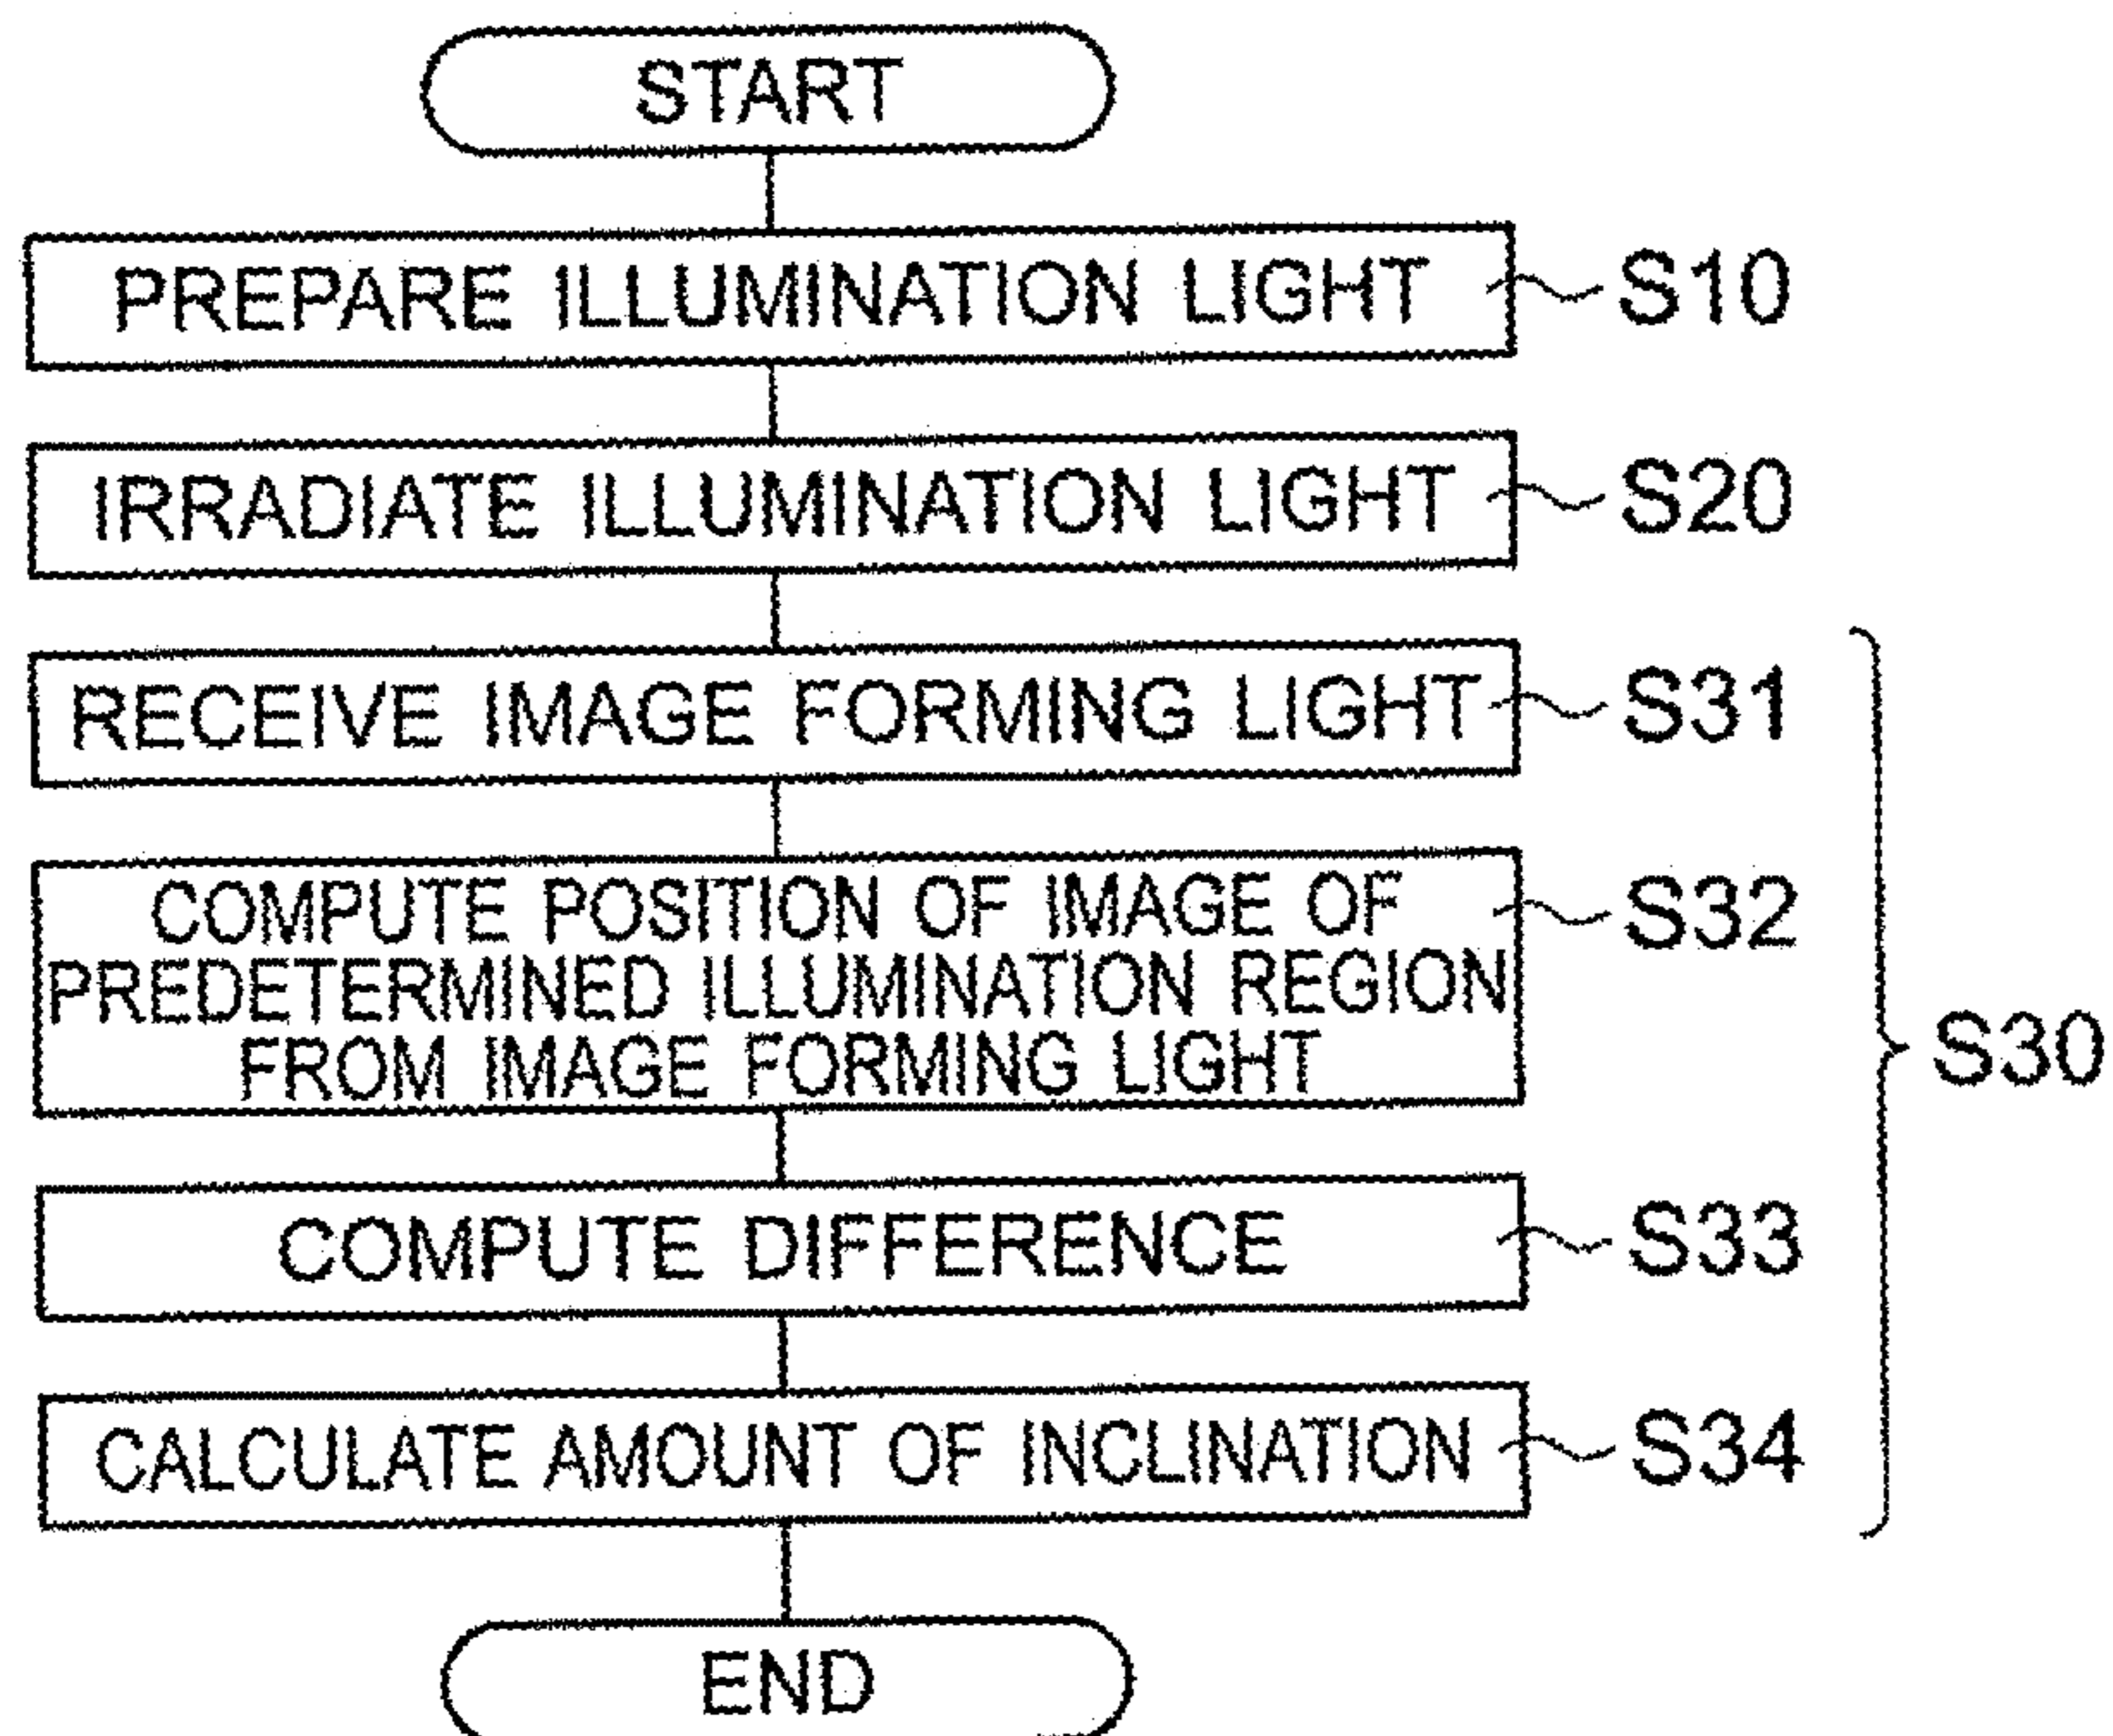 START
PREPARE ILLUMINATION LIGHT S10
IRRADIATE ILLUMINATION LIGHT S20
RECEIVE IMAGE FORMING LIGHT S31
COMPUTE POSITION OF IMAGE OF S32
PREDETERMINED ILLUMINATION REGION
FROM IMAGE FORMING LIGHT
S30
COMPUTE DIFFERENCE S33
CALCULATE AMOUNT OF INCLINATION S34
END